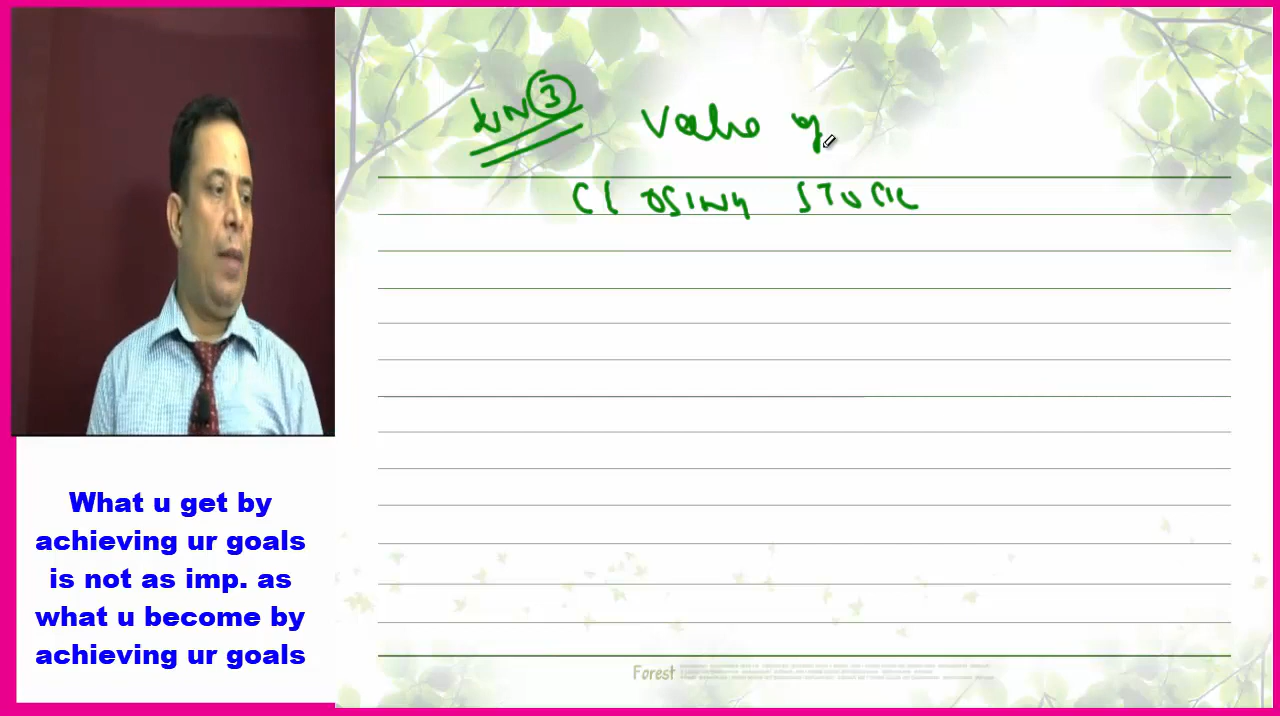 ③ Value of
CLOSING STOCK
What u get by
achieving ur goals
is not as imp. as
what u become by
achieving ur goals
Forest